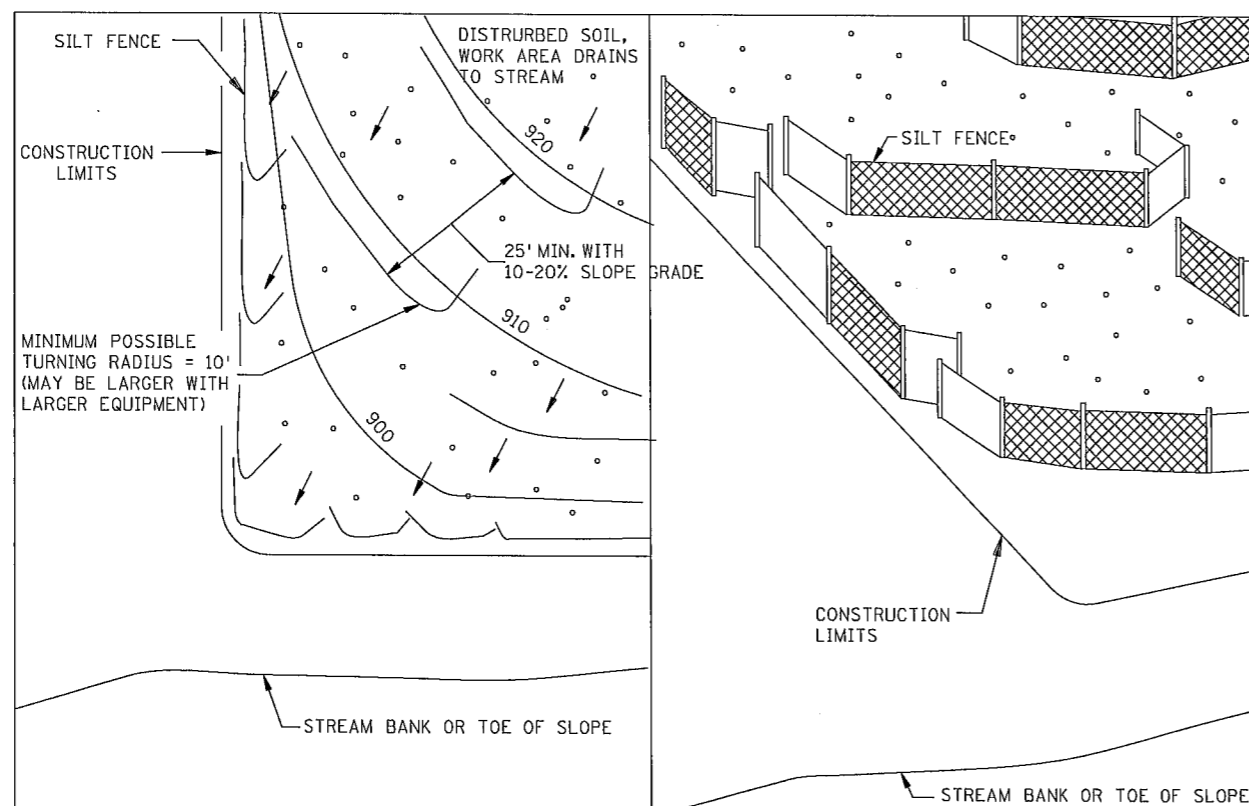 SILT FENCE
DISTRURBED SOIL,
WORK AREA DRAINS
TO STREAM
CONSTRUCTION
LIMITS
920
25' MIN. WITH
10-20% SLOPE GRADE
910
MINIMUM POSSIBLE
TURNING RADIUS = 10'
(MAY BE LARGER WITH
LARGER EQUIPMENT)
900
STREAM BANK OR TOE OF SLOPE
SILT FENCE
CONSTRUCTION
LIMITS
STREAM BANK OR TOE OF SLOPE